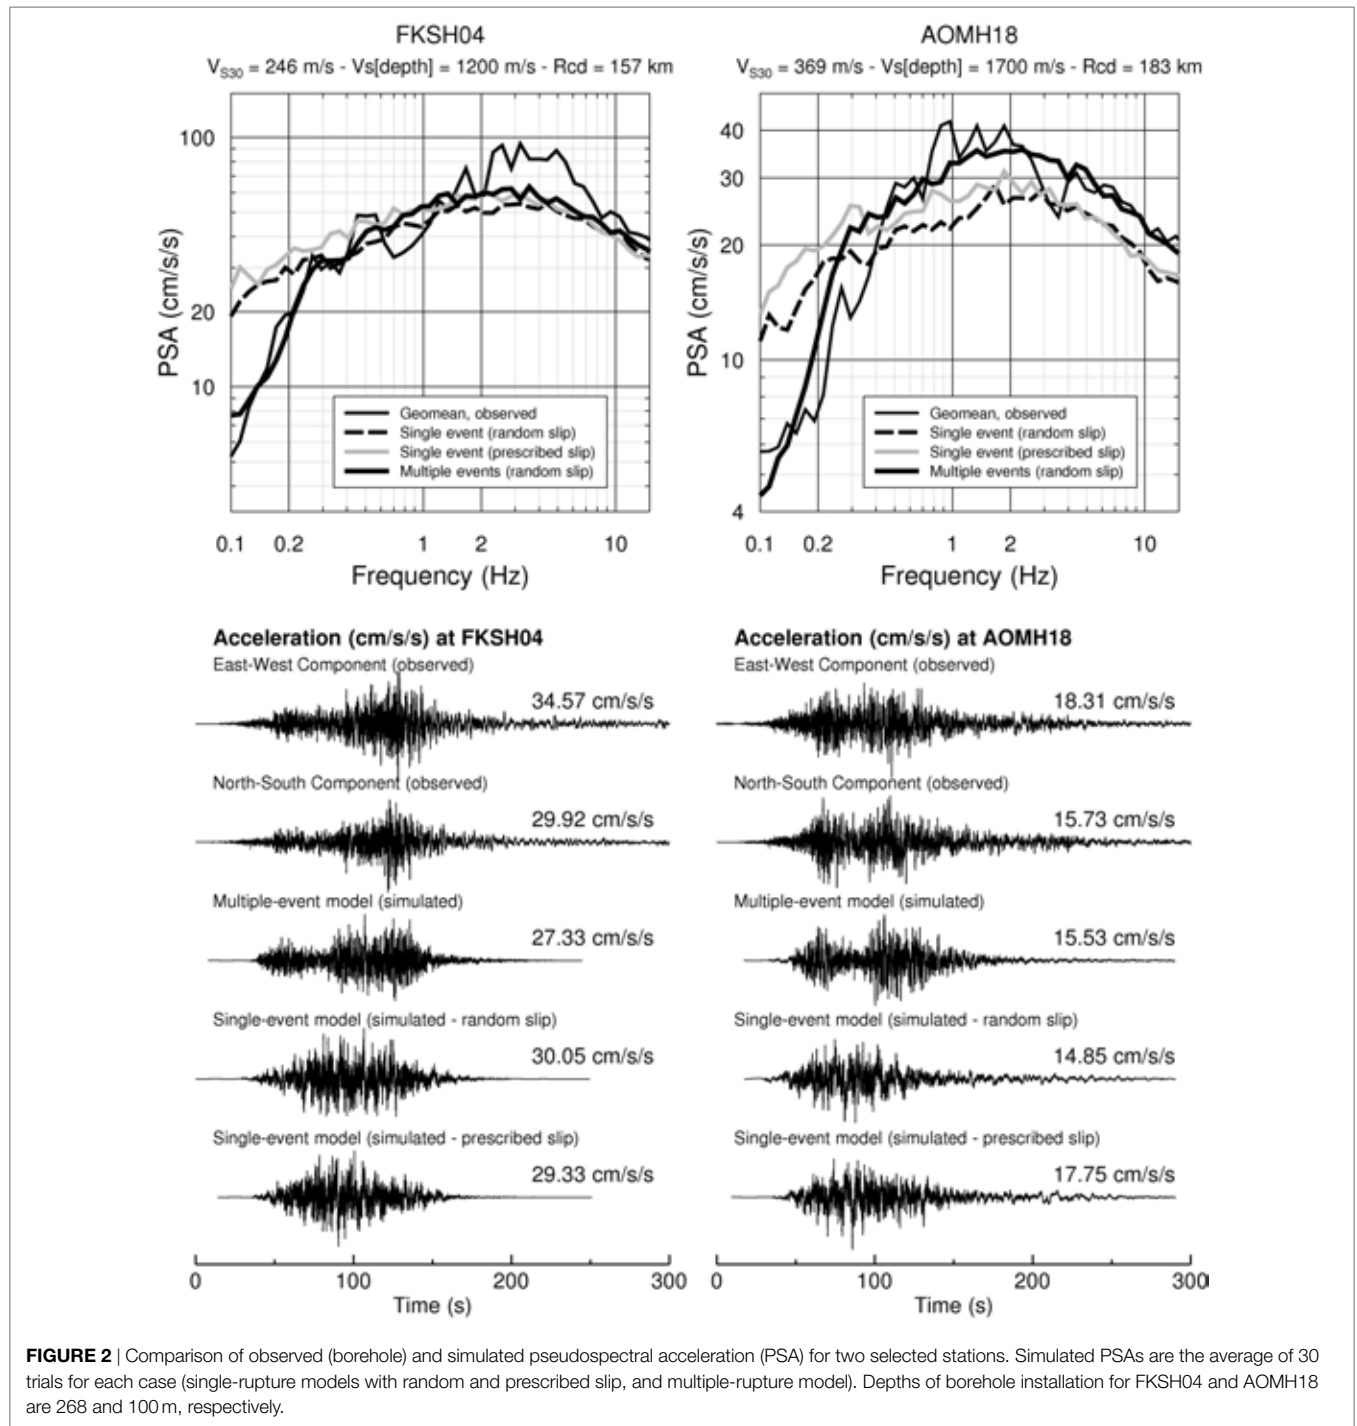 FKSH04
VS30 = 246 m/s - Vs[depth] = 1200 m/s - Rcd = 157 km
PSA (cm/s/s)
100
20
10
Geomean, observed
Single event (random slip)
Single event (prescribed slip)
Multiple events (random slip)
0.1 0.2 1 2 10
Frequency (Hz)
AOMH18
VS30 = 369 m/s - Vs[depth] = 1700 m/s - Rcd = 183 km
PSA (cm/s/s)
40
30
20
10
4
Geomean, observed
Single event (random slip)
Single event (prescribed slip)
Multiple events (random slip)
0.1 0.2 1 2 10
Frequency (Hz)
Acceleration (cm/s/s) at FKSH04
East-West Component (observed)
34.57 cm/s/s
North-South Component (observed)
29.92 cm/s/s
Multiple-event model (simulated)
27.33 cm/s/s
Single-event model (simulated - random slip)
30.05 cm/s/s
Single-event model (simulated - prescribed slip)
29.33 cm/s/s
0 100 200 300
Time (s)
Acceleration (cm/s/s) at AOMH18
East-West Component (observed)
18.31 cm/s/s
North-South Component (observed)
15.73 cm/s/s
Multiple-event model (simulated)
15.53 cm/s/s
Single-event model (simulated - random slip)
14.85 cm/s/s
Single-event model (simulated - prescribed slip)
17.75 cm/s/s
0 100 200 300
Time (s)
FIGURE 2 | Comparison of observed (borehole) and simulated pseudospectral acceleration (PSA) for two selected stations. Simulated PSAs are the average of 30
trials for each case (single-rupture models with random and prescribed slip, and multiple-rupture model). Depths of borehole installation for FKSH04 and AOMH18
are 268 and 100 m, respectively.